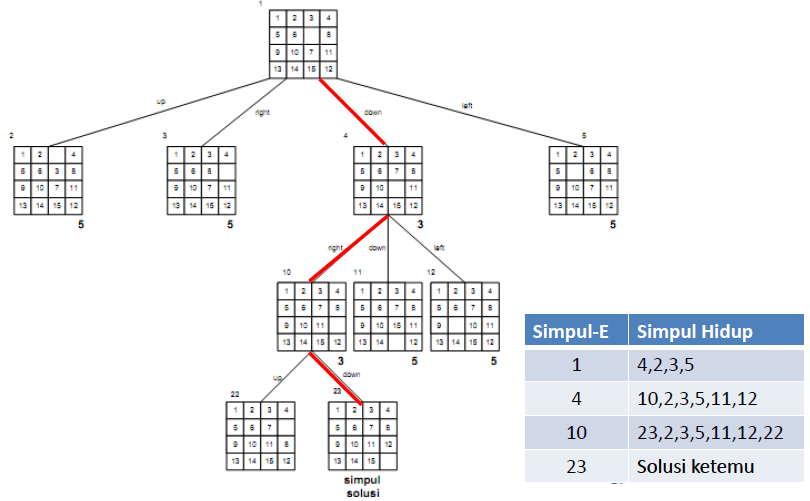 1
1 2 3 4
5 6 8
9 10 7 11
13 14 15 12
up
right
down
left
2
1 2 4
5 6 3 8
9 10 7 11
13 14 15 12
5
3
1 2 3 4
5 6 8
9 10 7 11
13 14 15 12
5
4
1 2 3 4
5 6 7 8
9 10 11
13 14 15 12
3
5
1 2 3 4
5 6 8
9 10 7 11
13 14 15 12
5
right
down
left
10
1 2 3 4
5 6 7 8
9 10 11
13 14 15 12
3
11
1 2 3 4
5 6 7 8
9 10 15 11
13 14 12
5
12
1 2 3 4
5 6 7 8
9 10 11
13 14 15 12
5
up
down
22
1 2 3 4
5 6 7
9 10 11 8
13 14 15 12
23
1 2 3 4
5 6 7 8
9 10 11 12
13 14 15
simpul
solusi
Simpul-E Simpul Hidup
1 4,2,3,5
4 10,2,3,5,11,12
10 23,2,3,5,11,12,22
23 Solusi ketemu